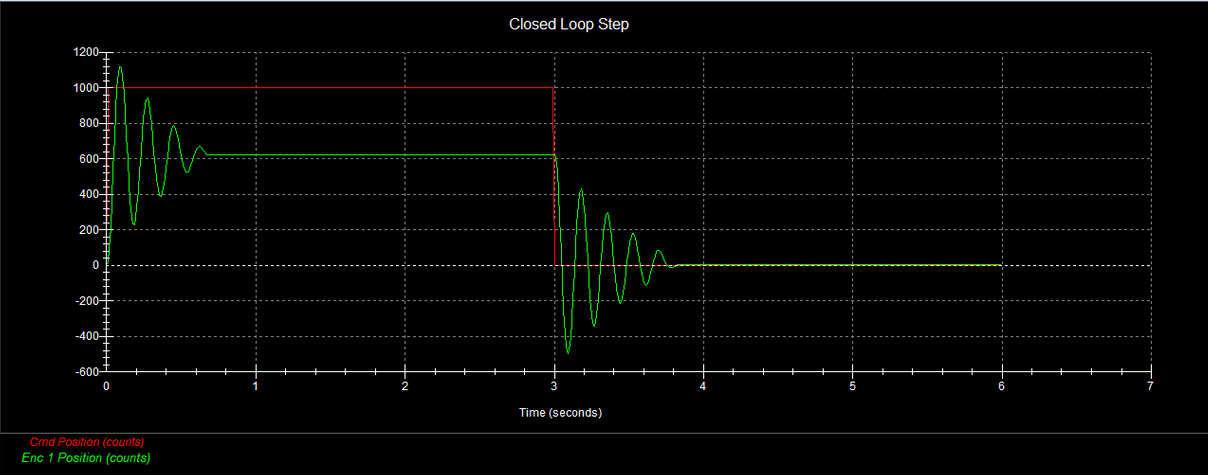 Closed Loop Step
1200
1000
800
600
400
200
0
-200
-400
-600
0 1 2 3 4 5 6 7
Time (seconds)
Cmd Position (counts)
Enc 1 Position (counts)